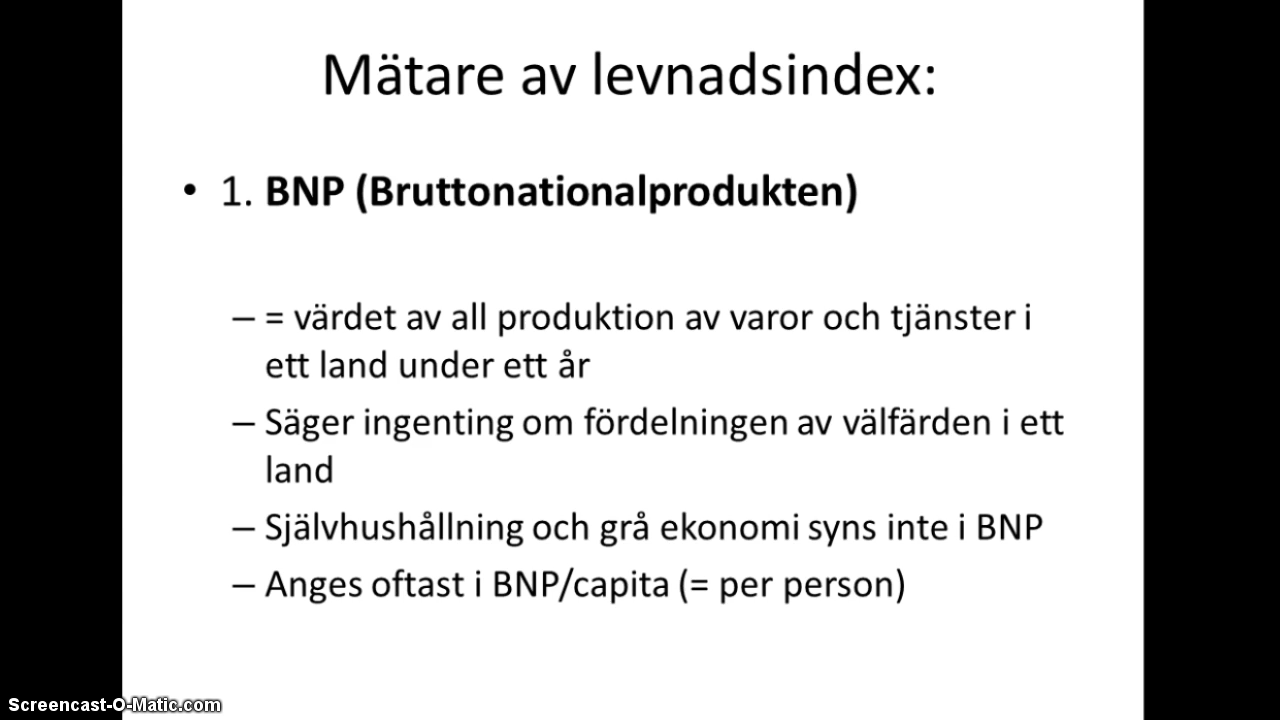 Mätare av levnadsindex:
• 1. BNP (Bruttonationalprodukten)
– = värdet av all produktion av varor och tjänster i
ett land under ett år
– Säger ingenting om fördelningen av välfärden i ett
land
– Självhushållning och grå ekonomi syns inte i BNP
– Anges oftast i BNP/capita (= per person)
Screencast-O-Matic.com